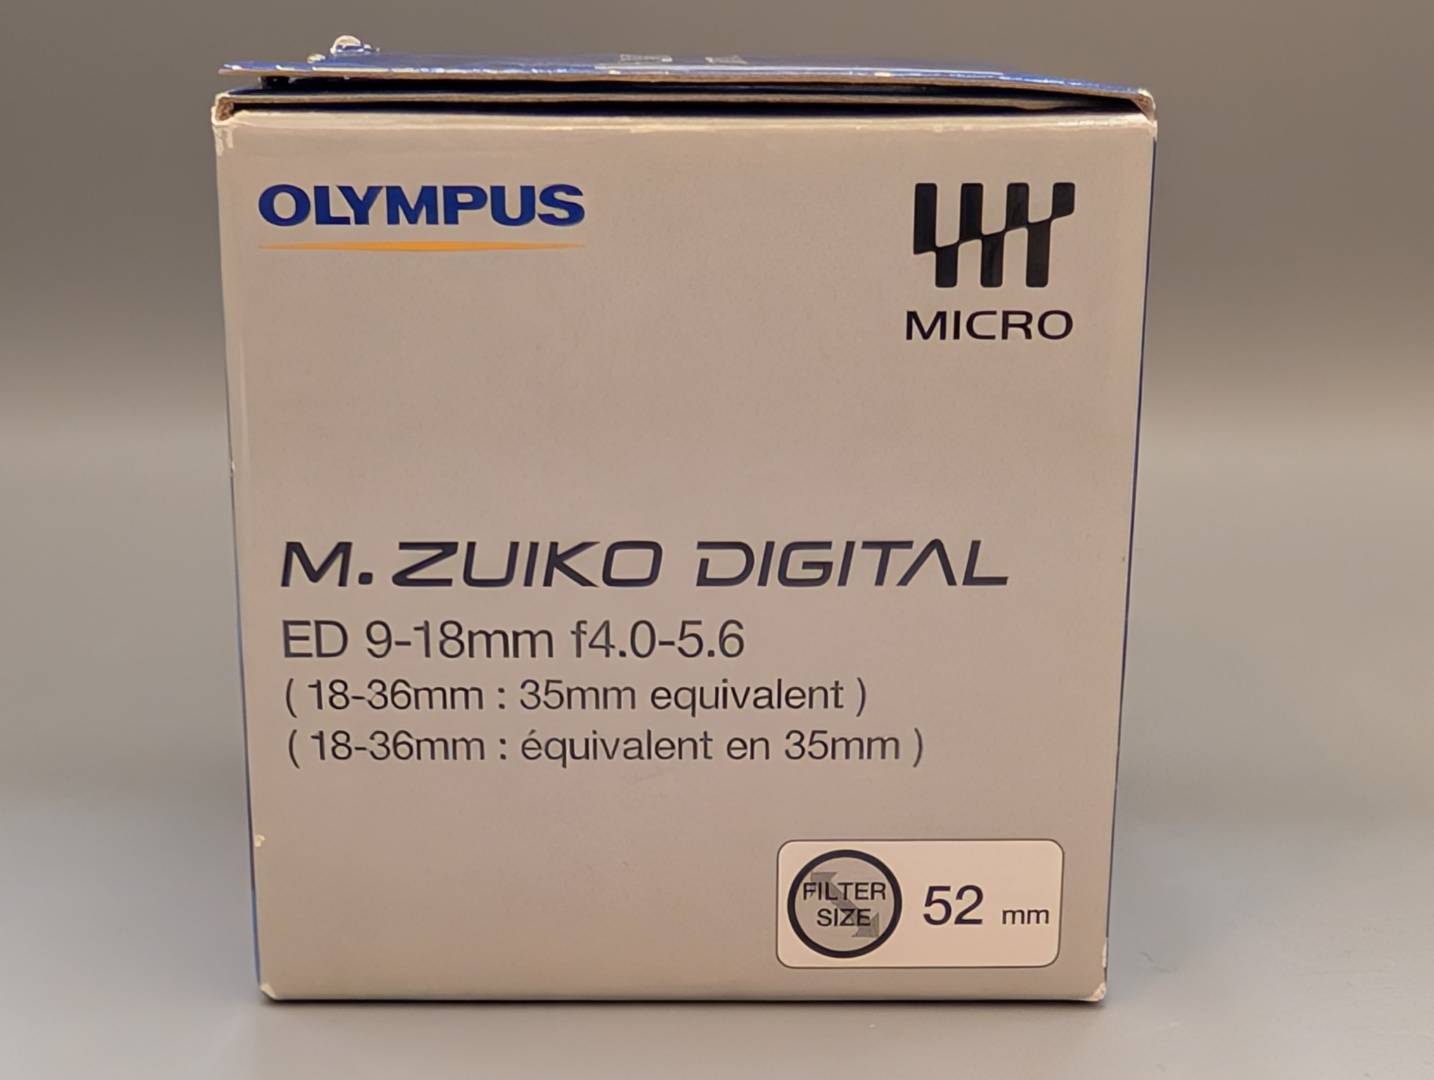 OLYMPUS
MICRO
M.ZUIKO DIGITAL
ED 9-18mm f4.0-5.6
( 18-36mm : 35mm equivalent )
( 18-36mm : équivalent en 35mm )
FILTER
SIZE
52 mm